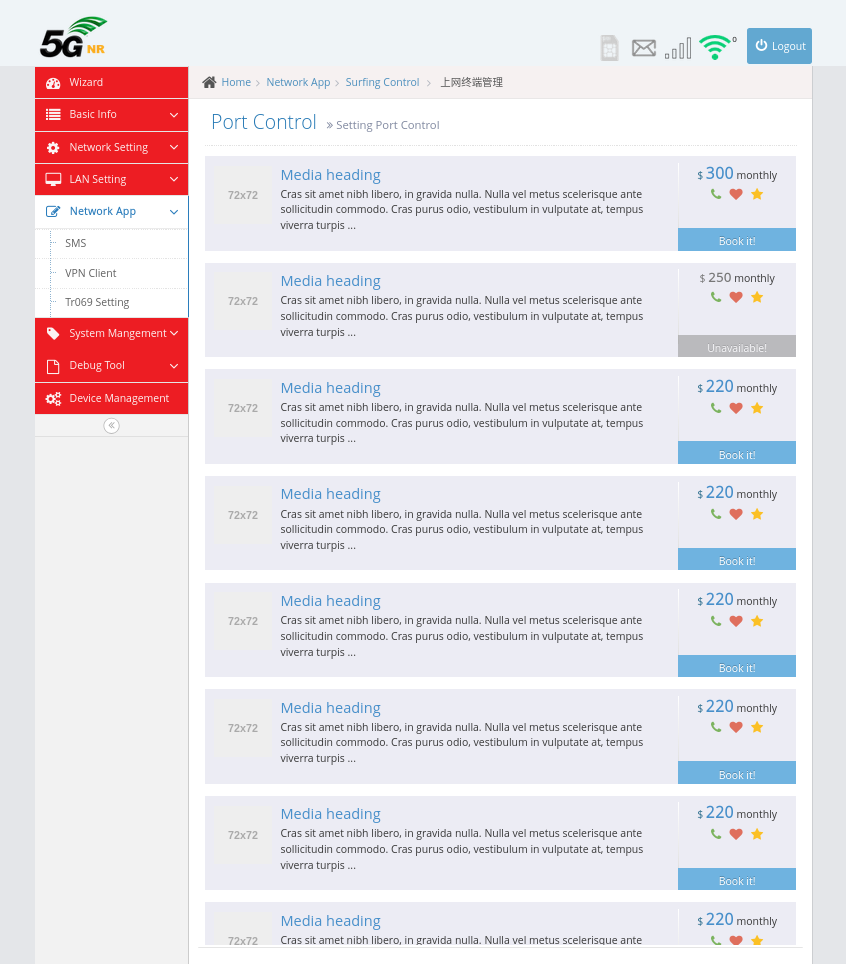 5G NR
0
Logout
Wizard
Basic Info
Network Setting
LAN Setting
Network App
SMS
VPN Client
Tr069 Setting
System Mangement
Debug Tool
Device Management
Home > Network App > Surfing Control > 上网终端管理
Port Control » Setting Port Control
72x72
Media heading
Cras sit amet nibh libero, in gravida nulla. Nulla vel metus scelerisque ante
sollicitudin commodo. Cras purus odio, vestibulum in vulputate at, tempus
viverra turpis ...
$ 300 monthly
Book it!
72x72
Media heading
Cras sit amet nibh libero, in gravida nulla. Nulla vel metus scelerisque ante
sollicitudin commodo. Cras purus odio, vestibulum in vulputate at, tempus
viverra turpis ...
$ 250 monthly
Unavailable!
72x72
Media heading
Cras sit amet nibh libero, in gravida nulla. Nulla vel metus scelerisque ante
sollicitudin commodo. Cras purus odio, vestibulum in vulputate at, tempus
viverra turpis ...
$ 220 monthly
Book it!
72x72
Media heading
Cras sit amet nibh libero, in gravida nulla. Nulla vel metus scelerisque ante
sollicitudin commodo. Cras purus odio, vestibulum in vulputate at, tempus
viverra turpis ...
$ 220 monthly
Book it!
72x72
Media heading
Cras sit amet nibh libero, in gravida nulla. Nulla vel metus scelerisque ante
sollicitudin commodo. Cras purus odio, vestibulum in vulputate at, tempus
viverra turpis ...
$ 220 monthly
Book it!
72x72
Media heading
Cras sit amet nibh libero, in gravida nulla. Nulla vel metus scelerisque ante
sollicitudin commodo. Cras purus odio, vestibulum in vulputate at, tempus
viverra turpis ...
$ 220 monthly
Book it!
72x72
Media heading
Cras sit amet nibh libero, in gravida nulla. Nulla vel metus scelerisque ante
sollicitudin commodo. Cras purus odio, vestibulum in vulputate at, tempus
viverra turpis ...
$ 220 monthly
Book it!
72x72
Media heading
Cras sit amet nibh libero, in gravida nulla. Nulla vel metus scelerisque ante
$ 220 monthly